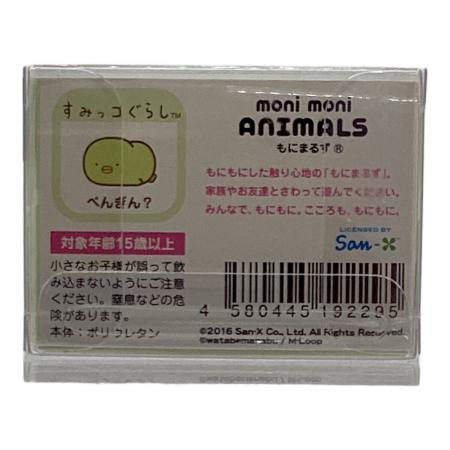 すみっコぐらし™
ぺんぎん？
moni moni
ANIMALS
もにまるず®
もにもにした触り心地の「もにまるず」。
家族やお友達とさわって遊んでください。
みんなで、もにもに。こころも、もにもに。
対象年齢15歳以上
小さなお子様が誤って飲
み込まないようにご注意
ください。窒息などの危
険があります。
本体：ポリウレタン
LICENSED BY
San-X
4 580445 192295
©2016 San-X Co., Ltd. All Rights Reserved.
©watabemanabu / M-Loop